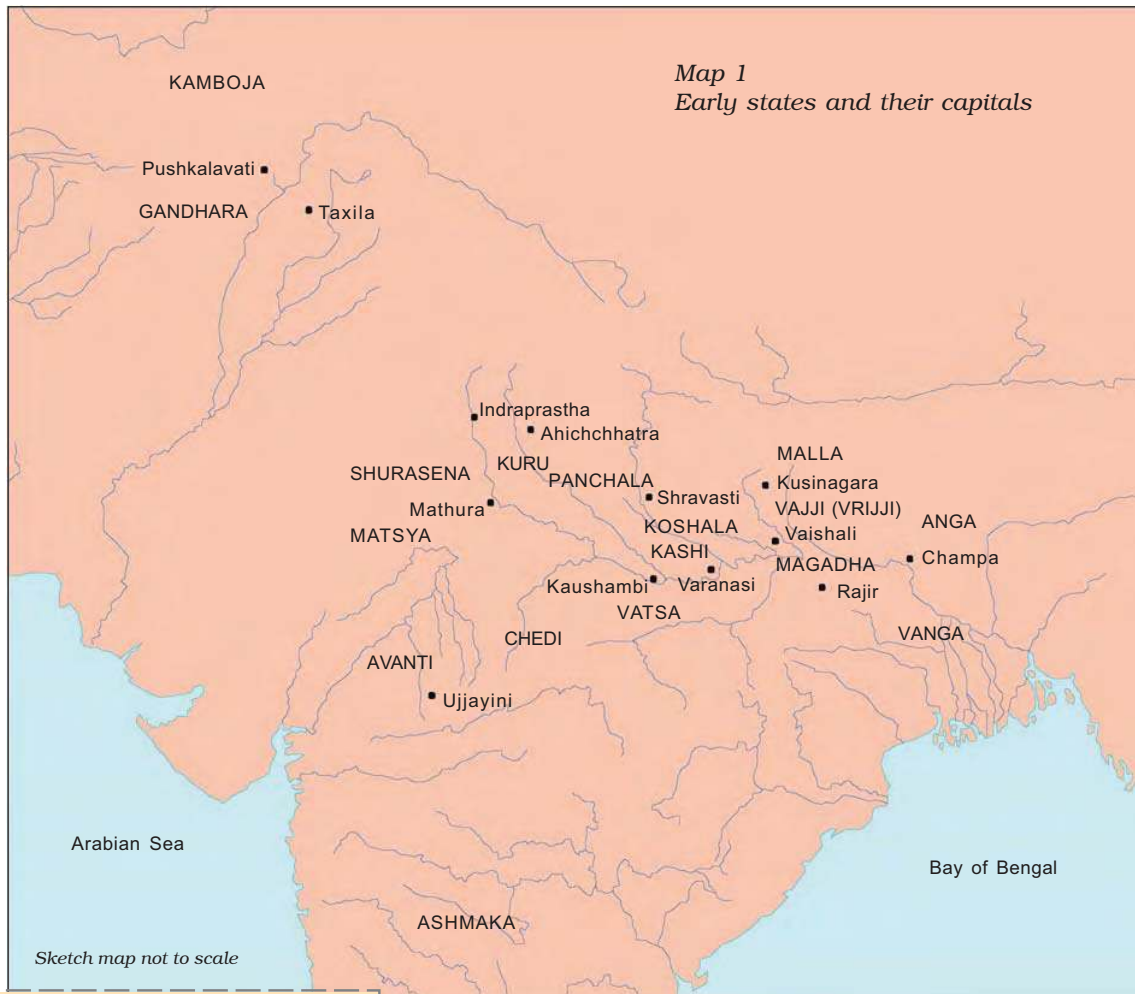 Map 1
Early states and their capitals
KAMBOJA
Pushkalavati
GANDHARA
Taxila
Indraprastha
Ahichchhatra
KURU
SHURASENA
PANCHALA
MALLA
Kusinagara
Mathura
Shravasti
VAJJI (VRIJJI)
MATSYA
KOSHALA
Vaishali
ANGA
KASHI
MAGADHA
Champa
Kaushambi
Varanasi
Rajir
VATSA
CHEDI
VANGA
AVANTI
Ujjayini
Arabian Sea
Bay of Bengal
ASHMAKA
Sketch map not to scale